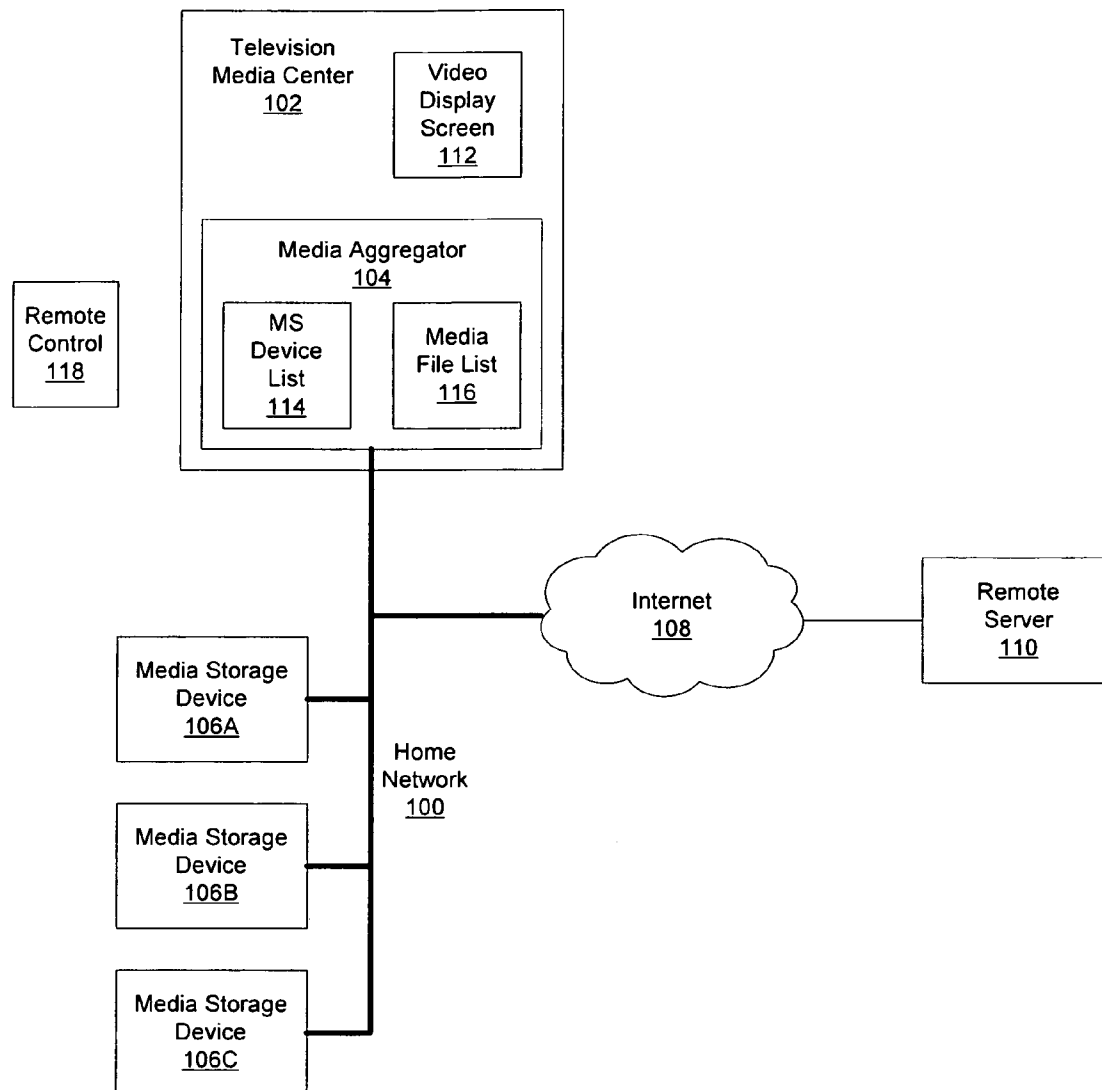 Television
Media Center
102
Video
Display
Screen
112
Media Aggregator
104
MS
Device
List
114
Media
File List
116
Remote
Control
118
Internet
108
Remote
Server
110
Media Storage
Device
106A
Home
Network
100
Media Storage
Device
106B
Media Storage
Device
106C